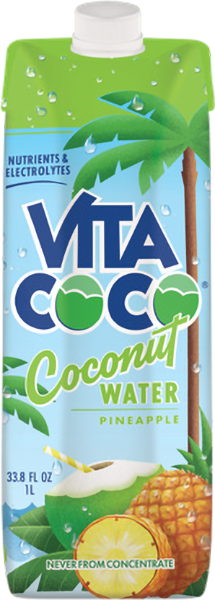 NUTRIENTS &
ELECTROLYTES
VITA
COCO®
Coconut
WATER
PINEAPPLE
33.8 FL OZ
1L
NEVER FROM CONCENTRATE